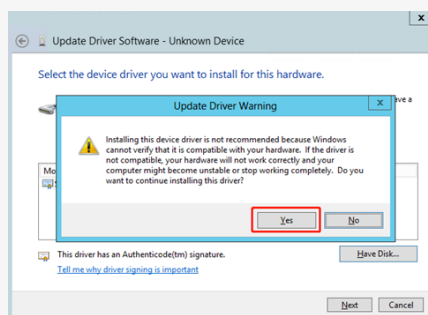 x
Update Driver Software - Unknown Device
Select the device driver you want to install for this hardware.
Update Driver Warning
x
ave a
Installing this device driver is not recommended because Windows
cannot verify that it is compatible with your hardware. If the driver is
not compatible, your hardware will not work correctly and your
computer might become unstable or stop working completely. Do you
want to continue installing this driver?
Mo
Yes
No
This driver has an Authenticode(tm) signature.
Have Disk...
Tell me why driver signing is important
Next
Cancel